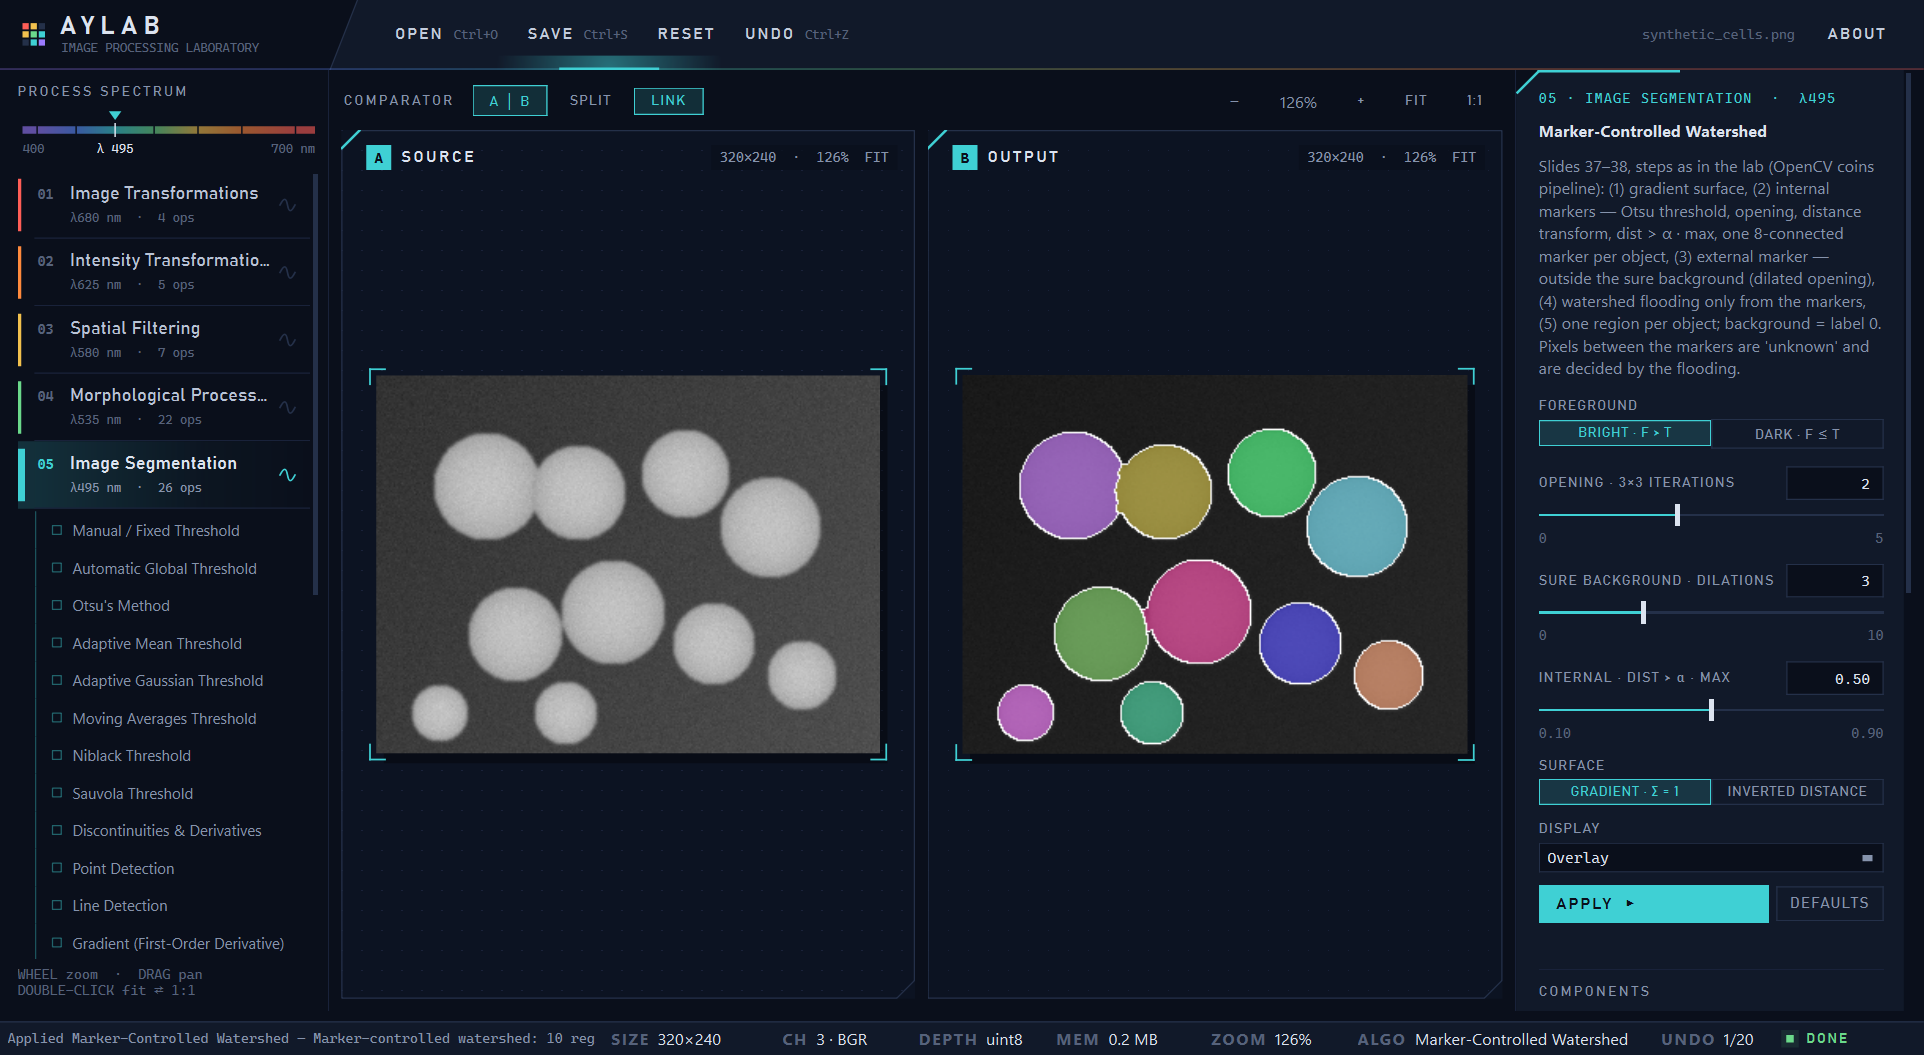 AYLAB
IMAGE PROCESSING LABORATORY
OPEN Ctrl+O SAVE Ctrl+S RESET UNDO Ctrl+Z
synthetic_cells.png ABOUT
PROCESS SPECTRUM
400 λ 495 700 nm
01 Image Transformations
λ680 nm · 4 ops
02 Intensity Transformatio...
λ625 nm · 5 ops
03 Spatial Filtering
λ580 nm · 7 ops
04 Morphological Process...
λ535 nm · 22 ops
05 Image Segmentation
λ495 nm · 26 ops
Manual / Fixed Threshold
Automatic Global Threshold
Otsu's Method
Adaptive Mean Threshold
Adaptive Gaussian Threshold
Moving Averages Threshold
Niblack Threshold
Sauvola Threshold
Discontinuities & Derivatives
Point Detection
Line Detection
Gradient (First-Order Derivative)
WHEEL zoom · DRAG pan
DOUBLE-CLICK fit ⇄ 1:1
COMPARATOR A | B SPLIT LINK
− 126% + FIT 1:1
A SOURCE 320×240 · 126% FIT
B OUTPUT 320×240 · 126% FIT
05 · IMAGE SEGMENTATION · λ495
Marker-Controlled Watershed
Slides 37–38, steps as in the lab (OpenCV coins
pipeline): (1) gradient surface, (2) internal
markers — Otsu threshold, opening, distance
transform, dist > α · max, one 8-connected
marker per object, (3) external marker —
outside the sure background (dilated opening),
(4) watershed flooding only from the markers,
(5) one region per object; background = label 0.
Pixels between the markers are 'unknown' and
are decided by the flooding.
FOREGROUND
BRIGHT · F > T DARK · F ≤ T
OPENING · 3×3 ITERATIONS 2
0 5
SURE BACKGROUND · DILATIONS 3
0 10
INTERNAL · DIST > α · MAX 0.50
0.10 0.90
SURFACE
GRADIENT · Σ = 1 INVERTED DISTANCE
DISPLAY
Overlay
APPLY ▸ DEFAULTS
COMPONENTS
Applied Marker-Controlled Watershed — Marker-controlled watershed: 10 reg SIZE 320×240 CH 3 · BGR DEPTH uint8 MEM 0.2 MB ZOOM 126% ALGO Marker-Controlled Watershed UNDO 1/20 DONE